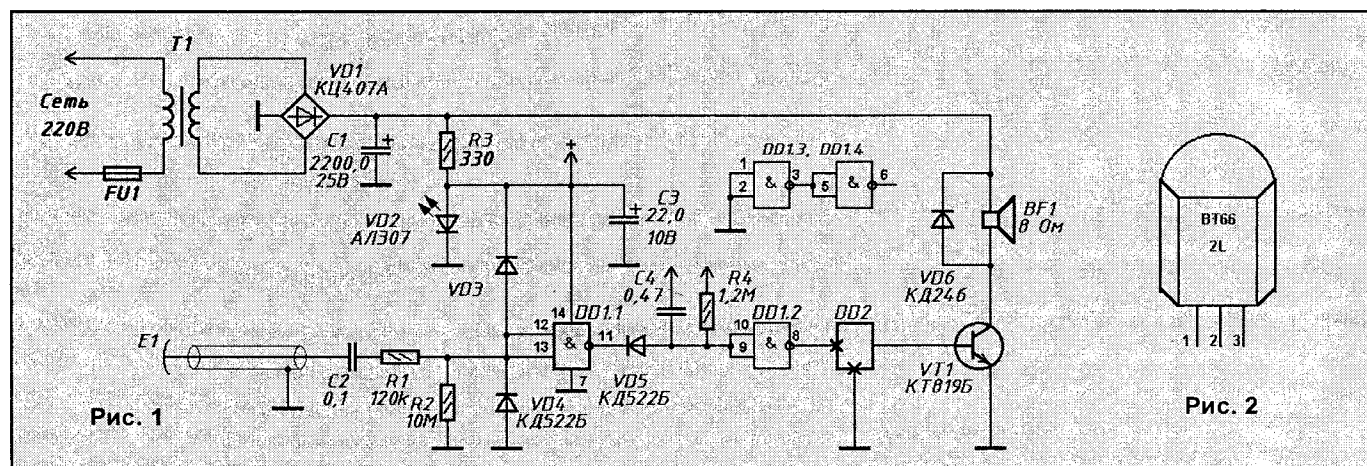 T1
VD1
КЦ407А
Сеть
220В
FU1
C1
2200,0
25В
R3
330
+
VD2
АЛ307
C3
22,0
10В
VD3
DD1.3, DD1.4
1
2
&
3
5
&
6
BF1
8 Ом
VD6
КД246
BT66
2L
1 2 3
C4
0,47
R4
1,2М
14
DD1.1
12
13
&
11
7
DD1.2
10
9
&
8
DD2
VT1
КТ819Б
E1
C2
0,1
R1
120k
R2
10М
VD4
КД522Б
VD5
КД522Б
Рис. 1
Рис. 2